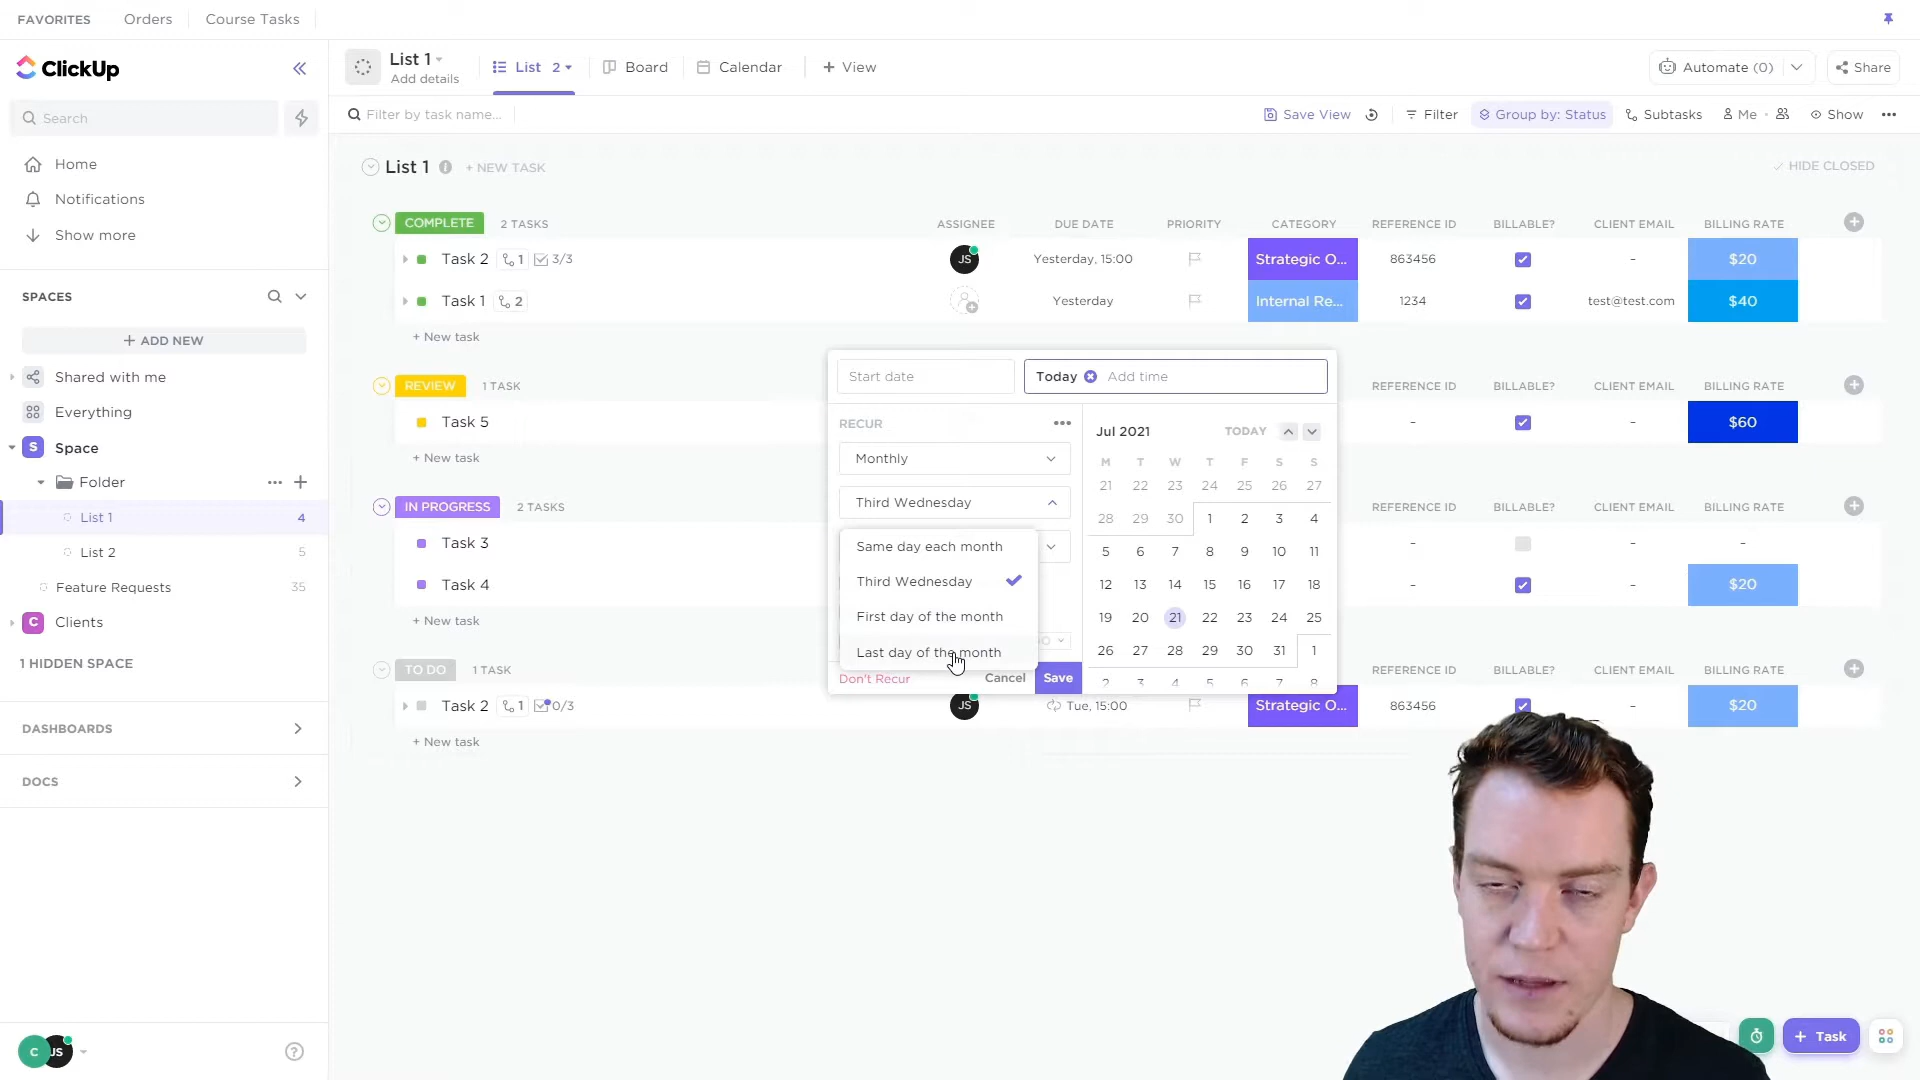 FAVORITES Orders Course Tasks
ClickUp
Search
Home
Notifications
Show more
SPACES
+ ADD NEW
Shared with me
Everything
S Space
Folder
List 1 4
List 2 5
Feature Requests 35
C Clients
1 HIDDEN SPACE
DASHBOARDS
DOCS
C JS
List 1
Add details
List 2 Board Calendar + View
Automate (0) Share
Filter by task name...
Save View Filter Group by: Status Subtasks Me Show
List 1 + NEW TASK HIDE CLOSED
COMPLETE 2 TASKS ASSIGNEE DUE DATE PRIORITY CATEGORY REFERENCE ID BILLABLE? CLIENT EMAIL BILLING RATE
Task 2 1 3/3 JS Yesterday, 15:00 Strategic O... 863456 - $20
Task 1 2 Yesterday Internal Re... 1234 test@test.com $40
+ New task
REVIEW 1 TASK REFERENCE ID BILLABLE? CLIENT EMAIL BILLING RATE
Task 5 - - $60
+ New task
IN PROGRESS 2 TASKS REFERENCE ID BILLABLE? CLIENT EMAIL BILLING RATE
Task 3 - - -
Task 4 - - $20
+ New task
TO DO 1 TASK REFERENCE ID BILLABLE? CLIENT EMAIL BILLING RATE
Task 2 1 0/3 JS Tue, 15:00 Strategic O... 863456 - $20
+ New task
Start date Today Add time
RECUR
Monthly
Third Wednesday
Same day each month
Third Wednesday
First day of the month
Last day of the month
Don't Recur Cancel Save
Jul 2021 TODAY
M T W T F S S
21 22 23 24 25 26 27
28 29 30 1 2 3 4
5 6 7 8 9 10 11
12 13 14 15 16 17 18
19 20 21 22 23 24 25
26 27 28 29 30 31 1
2 3 4 5 6 7 8
+ Task